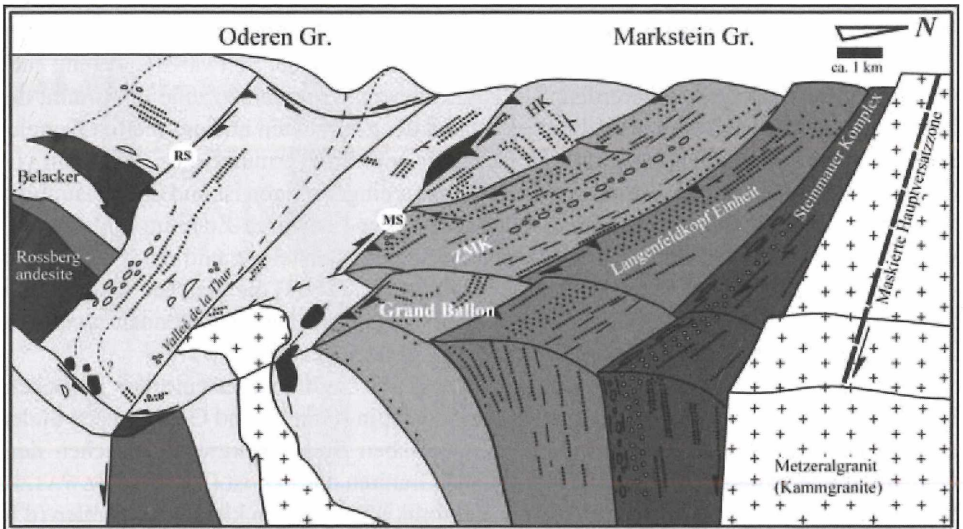 Oderen Gr.
Markstein Gr.
N
ca. 1 km
HK
RS
MS
Belacker
Rossberg-
andesite
Vallee de la Thur
ZMK
Langenfeldkopf Einheit
Steinmauer Komplex
Maskierte Hauptversatzzone
Grand Ballon
Metzeralgranit
(Kammgranite)